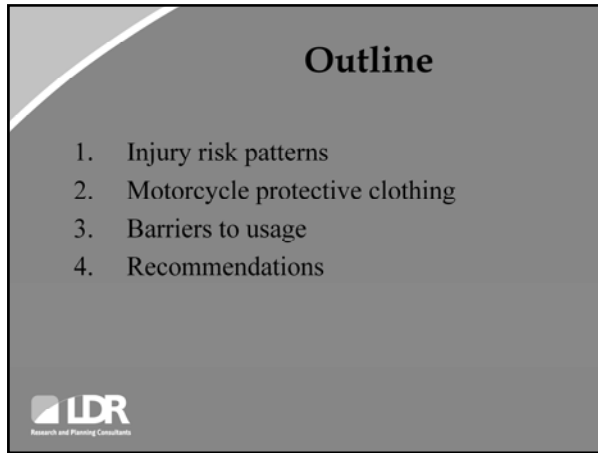 Outline
1. Injury risk patterns
2. Motorcycle protective clothing
3. Barriers to usage
4. Recommendations
LDR
Research and Planning Consultants